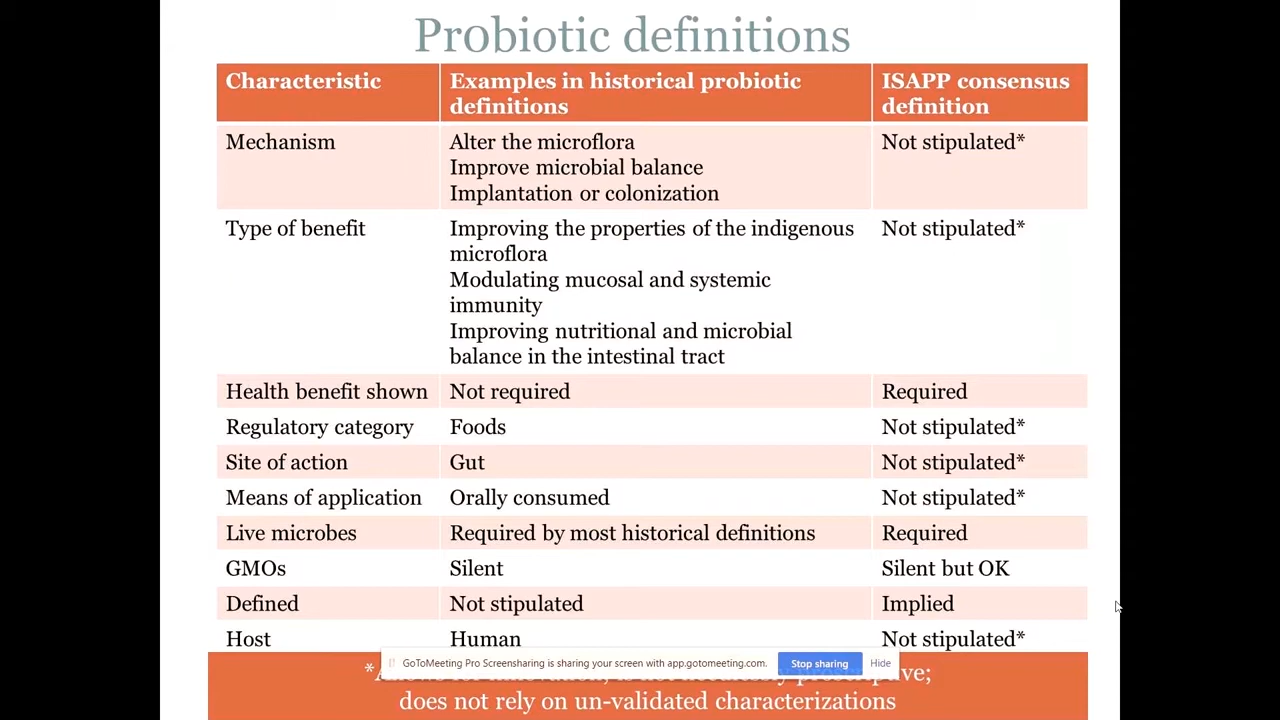 Probiotic definitions
Characteristic
Examples in historical probiotic
definitions
ISAPP consensus
definition
Mechanism
Alter the microflora
Improve microbial balance
Implantation or colonization
Not stipulated*
Type of benefit
Improving the properties of the indigenous
microflora
Modulating mucosal and systemic
immunity
Improving nutritional and microbial
balance in the intestinal tract
Not stipulated*
Health benefit shown
Not required
Required
Regulatory category
Foods
Not stipulated*
Site of action
Gut
Not stipulated*
Means of application
Orally consumed
Not stipulated*
Live microbes
Required by most historical definitions
Required
GMOs
Silent
Silent but OK
Defined
Not stipulated
Implied
Host
Human
Not stipulated*
GoToMeeting Pro Screensharing is sharing your screen with app.gotomeeting.com.
Stop sharing
Hide
does not rely on un-validated characterizations